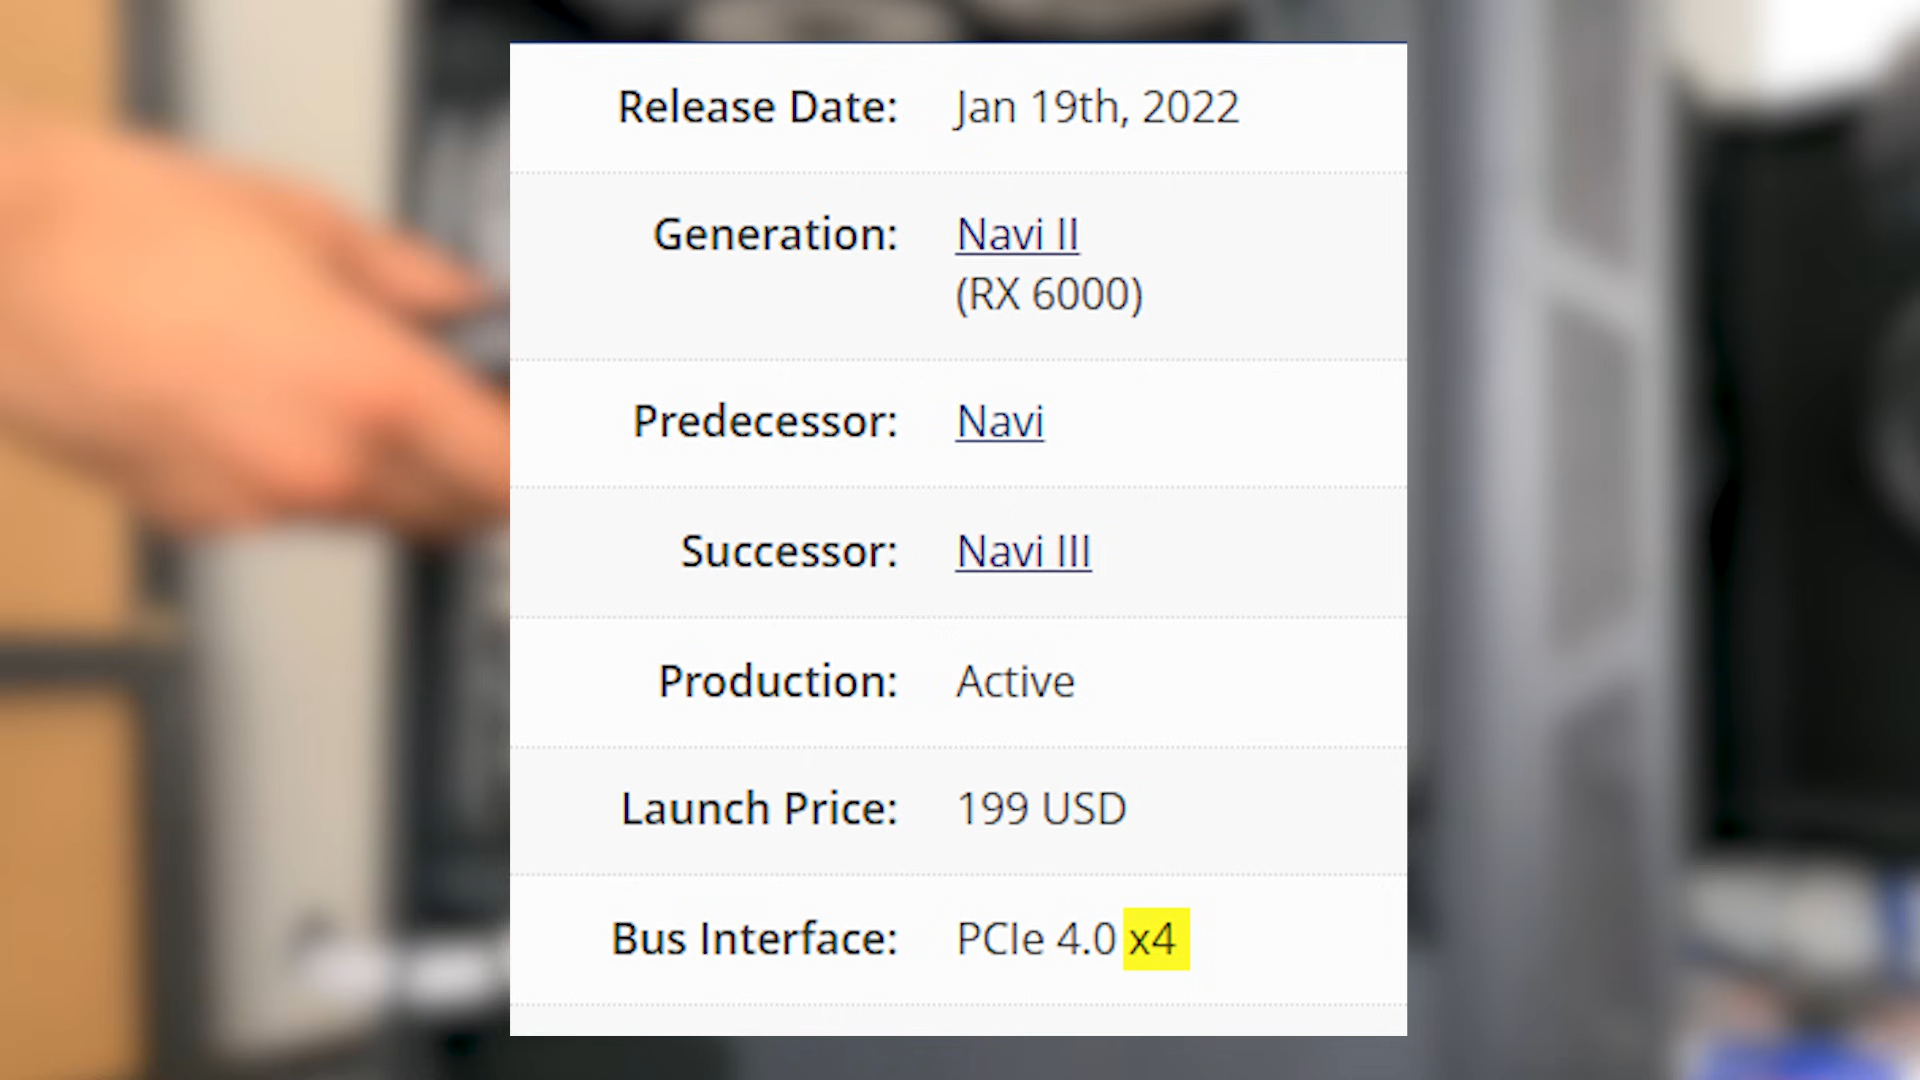 Release Date: Jan 19th, 2022
Generation: Navi II
(RX 6000)
Predecessor: Navi
Successor: Navi III
Production: Active
Launch Price: 199 USD
Bus Interface: PCIe 4.0 x4